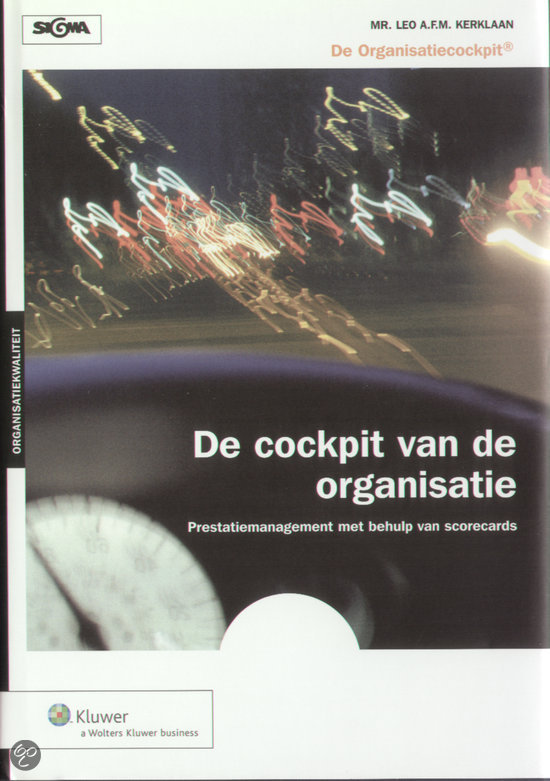 SIGMA
MR. LEO A.F.M. KERKLAAN
De Organisatiecockpit®
ORGANISATIEKWALITEIT
De cockpit van de
organisatie
Prestatiemanagement met behulp van scorecards
Kluwer
a Wolters Kluwer business